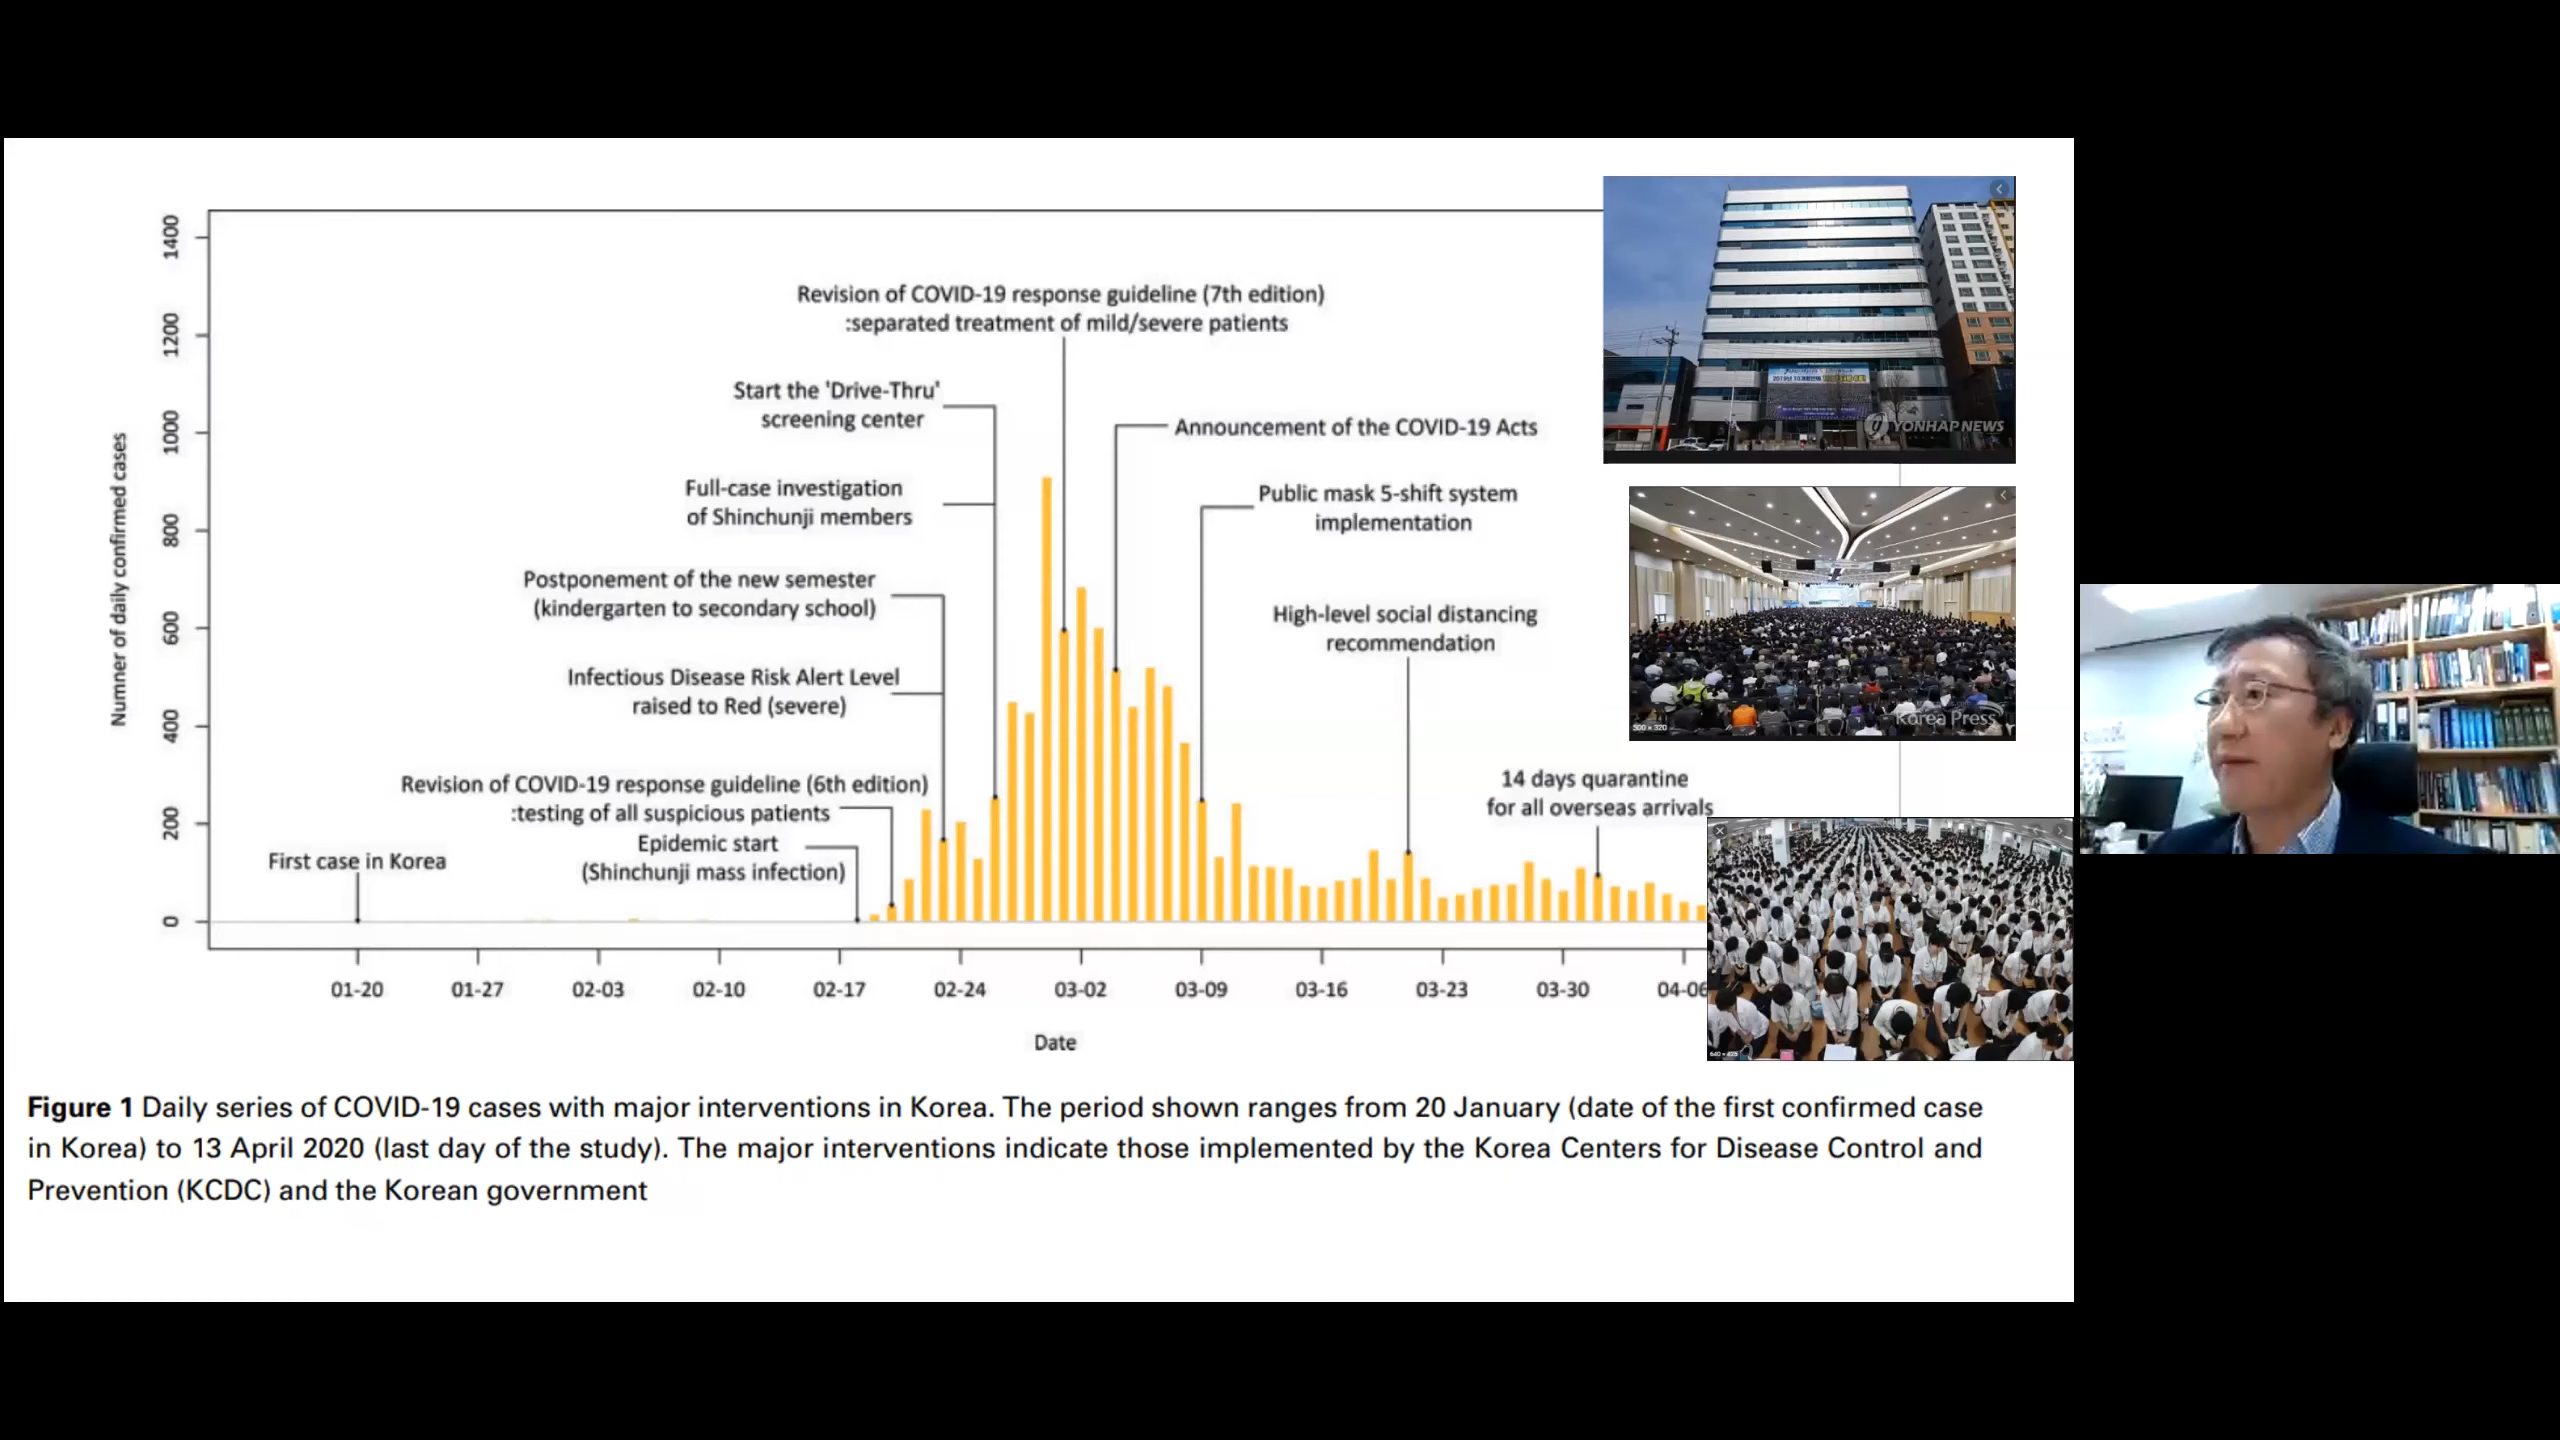 1400
1200
1000
800
600
400
200
0
Numner of daily confirmed cases
Revision of COVID-19 response guideline (7th edition)
:separated treatment of mild/severe patients
Start the 'Drive-Thru'
screening center
Announcement of the COVID-19 Acts
Full-case investigation
of Shinchunji members
Public mask 5-shift system
implementation
Postponement of the new semester
(kindergarten to secondary school)
High-level social distancing
recommendation
Infectious Disease Risk Alert Level
raised to Red (severe)
Revision of COVID-19 response guideline (6th edition)
:testing of all suspicious patients
14 days quarantine
for all overseas arrivals
Epidemic start
(Shinchunji mass infection)
First case in Korea
01-20
01-27
02-03
02-10
02-17
02-24
03-02
03-09
03-16
03-23
03-30
04-06
Date
YONHAP NEWS
Korea Press
500 × 320
Figure 1 Daily series of COVID-19 cases with major interventions in Korea. The period shown ranges from 20 January (date of the first confirmed case
in Korea) to 13 April 2020 (last day of the study). The major interventions indicate those implemented by the Korea Centers for Disease Control and
Prevention (KCDC) and the Korean government